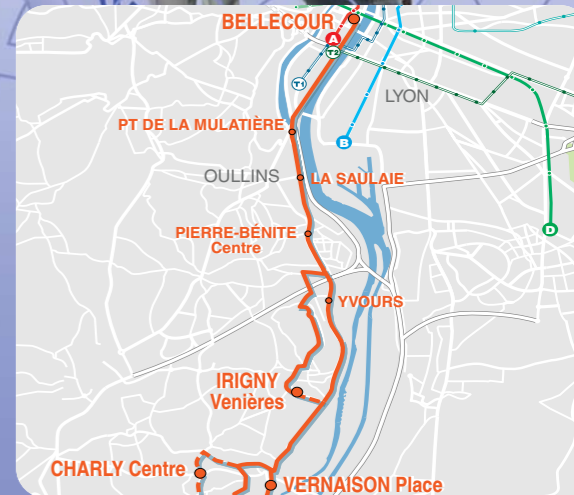 BELLECOUR
A
T2
T1
LYON
B
PT DE LA MULATIÈRE
OULLINS
LA SAULAIE
PIERRE-BÉNITE
Centre
D
YVOURS
IRIGNY
Venières
CHARLY Centre
VERNAISON Place